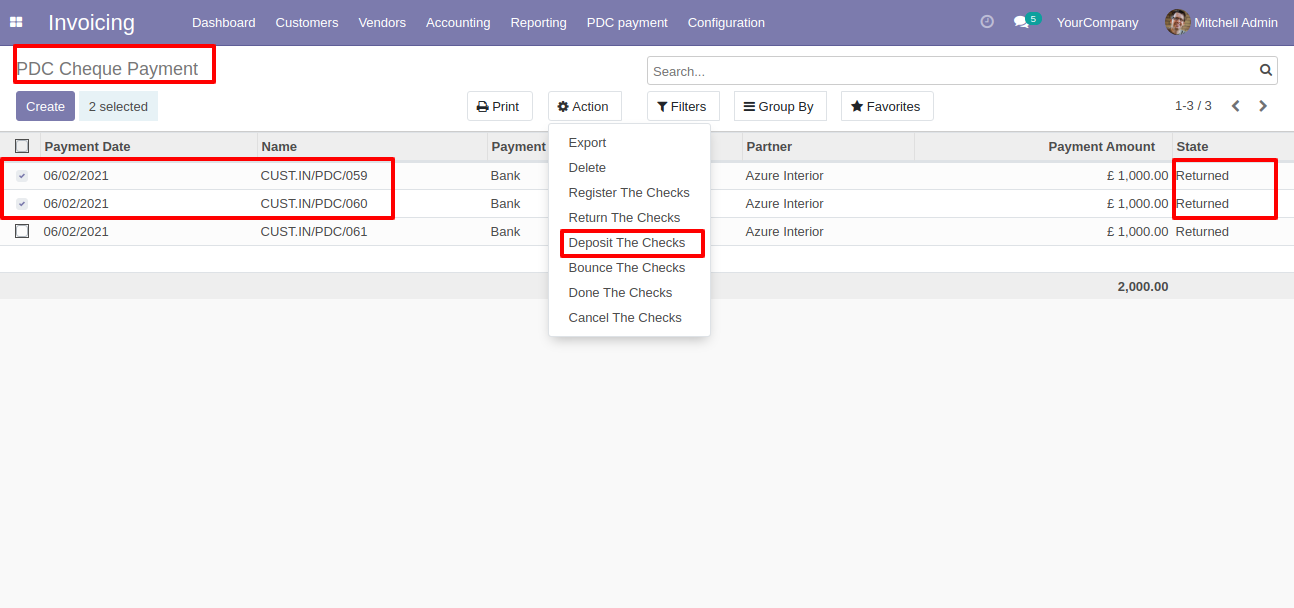 Invoicing Dashboard Customers Vendors Accounting Reporting PDC payment Configuration 5 YourCompany Mitchell Admin
PDC Cheque Payment Search...
Create 2 selected Print Action Filters Group By Favorites 1-3 / 3
Payment Date Name Payment Partner Payment Amount State
06/02/2021 CUST.IN/PDC/059 Bank Azure Interior £ 1,000.00 Returned
06/02/2021 CUST.IN/PDC/060 Bank Azure Interior £ 1,000.00 Returned
06/02/2021 CUST.IN/PDC/061 Bank Azure Interior £ 1,000.00 Returned
2,000.00
Export
Delete
Register The Checks
Return The Checks
Deposit The Checks
Bounce The Checks
Done The Checks
Cancel The Checks